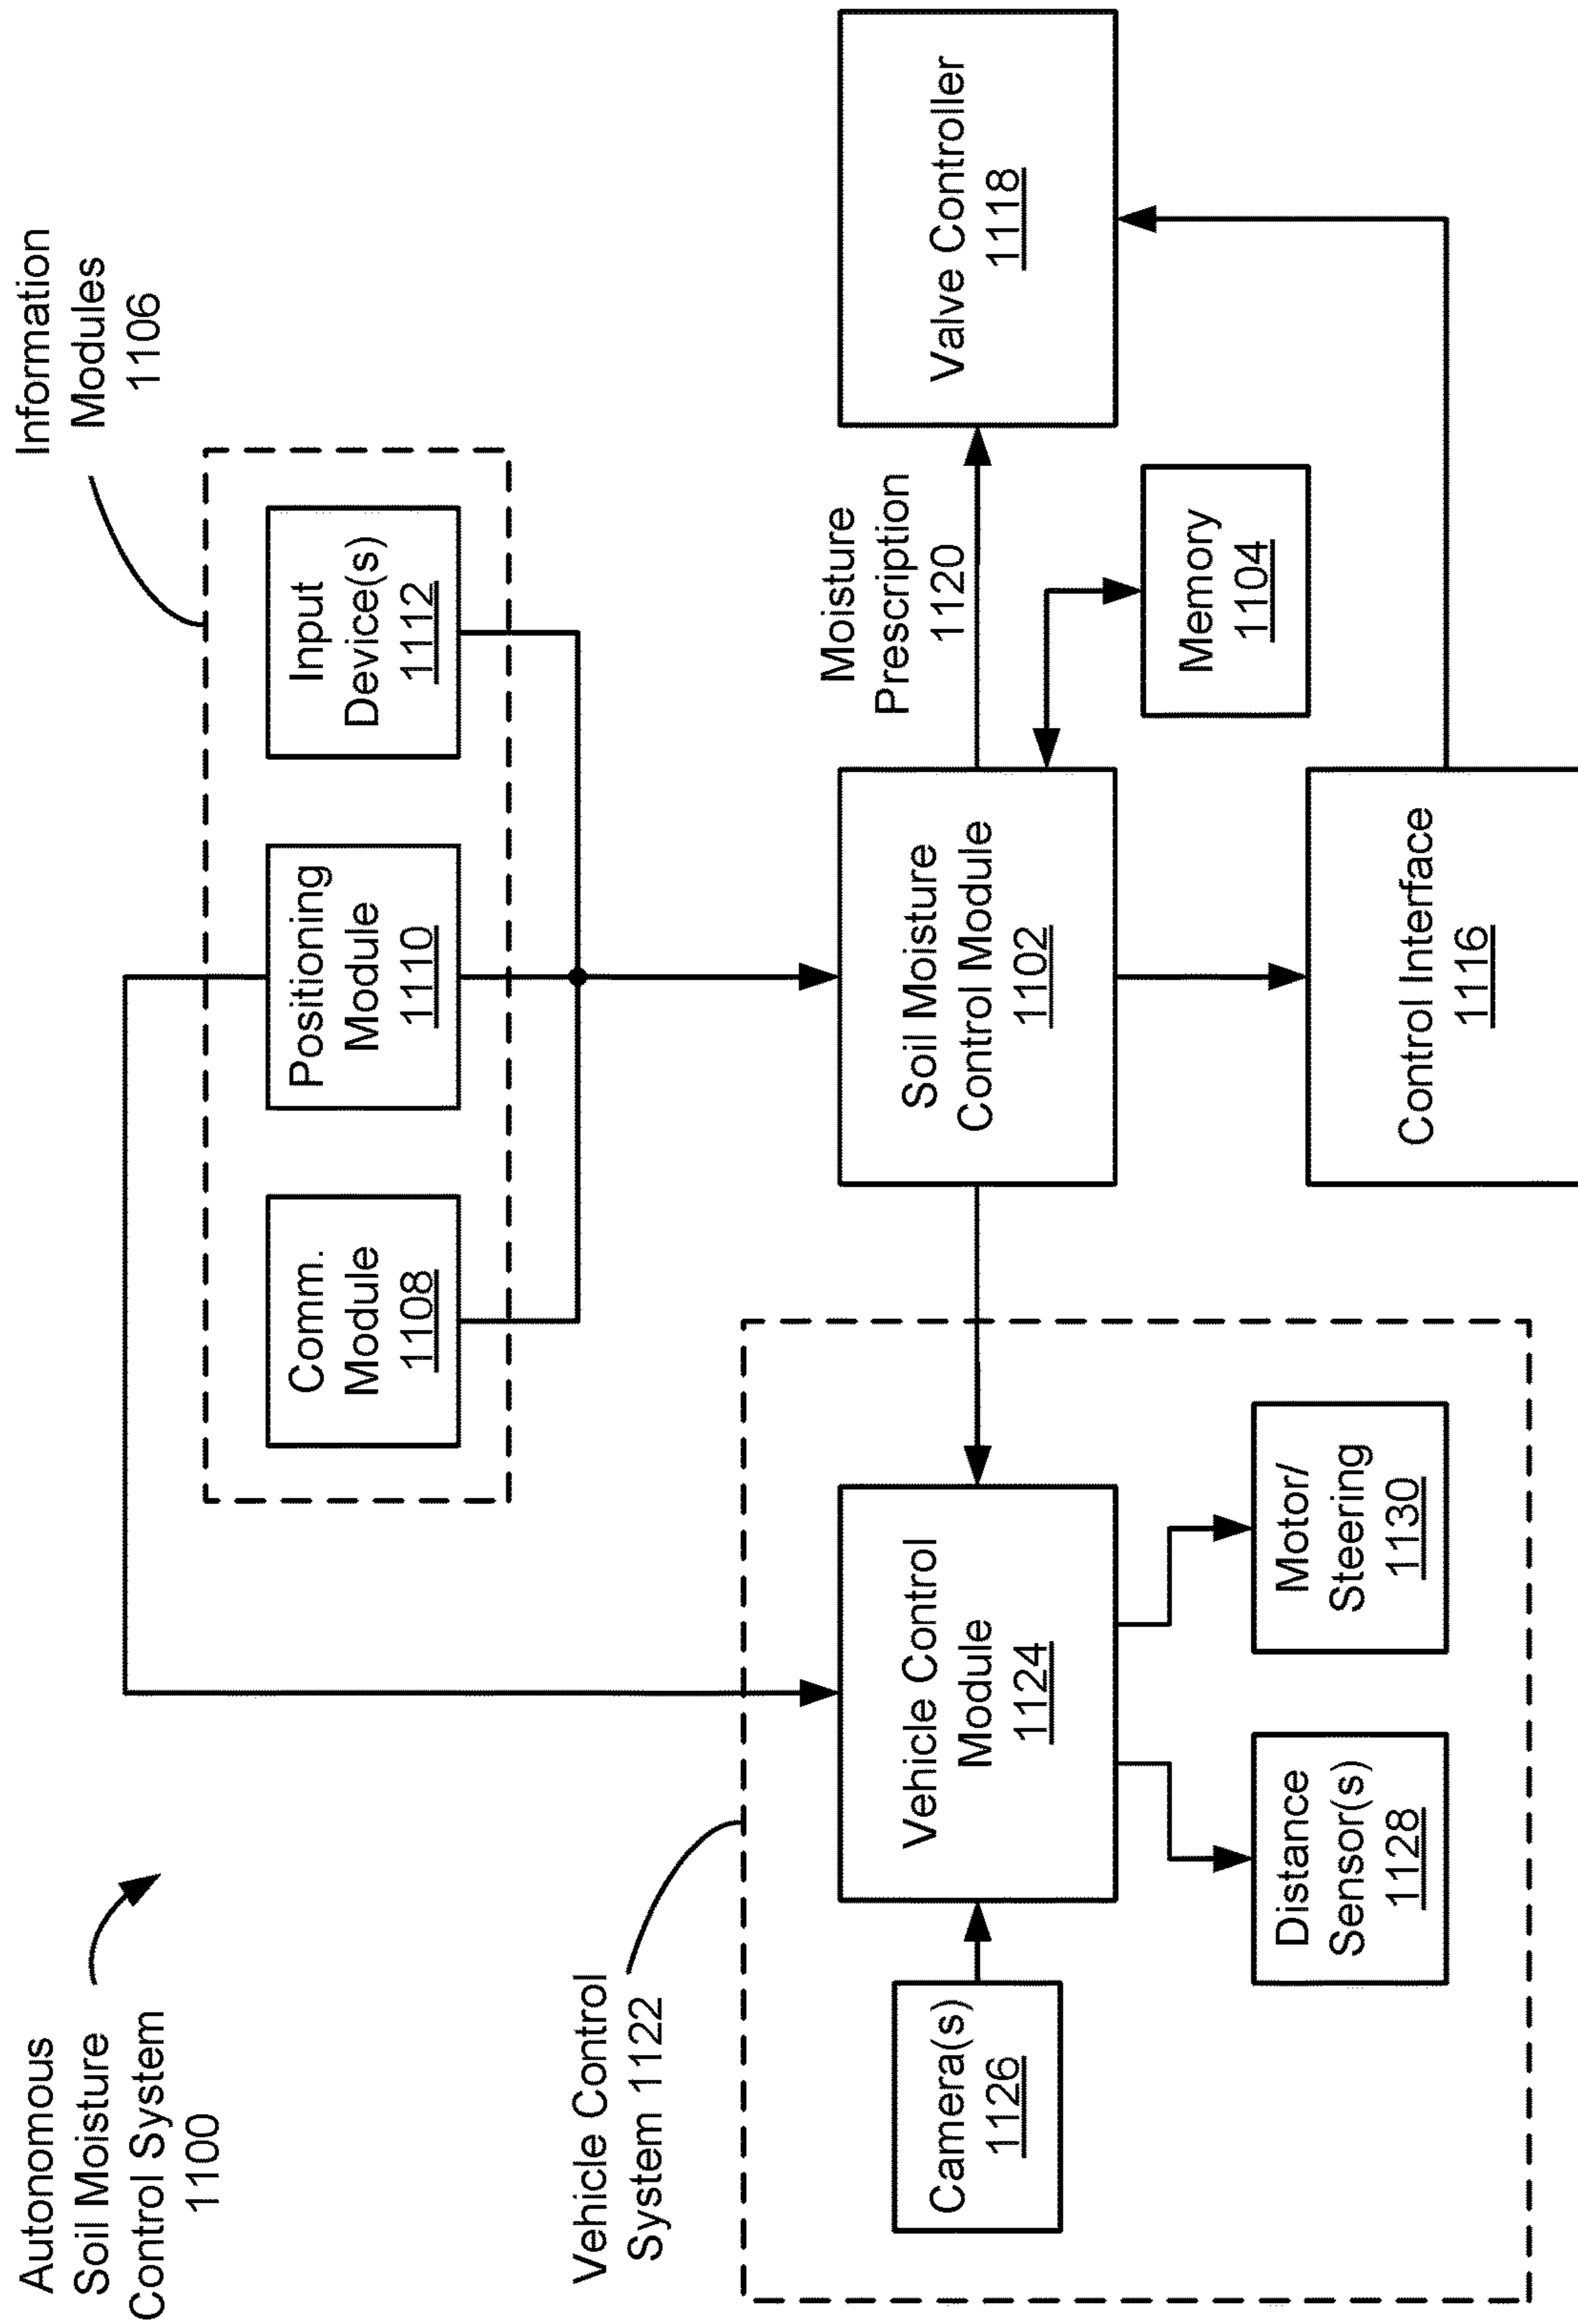 Autonomous
Soil Moisture
Control System
1100
Information
Modules
1106
Comm.
Module
1108
Positioning
Module
1110
Input
Device(s)
1112
Vehicle Control
System 1122
Camera(s)
1126
Vehicle Control
Module
1124
Distance
Sensor(s)
1128
Motor/
Steering
1130
Soil Moisture
Control Module
1102
Moisture
Prescription
1120
Valve Controller
1118
Memory
1104
Control Interface
1116